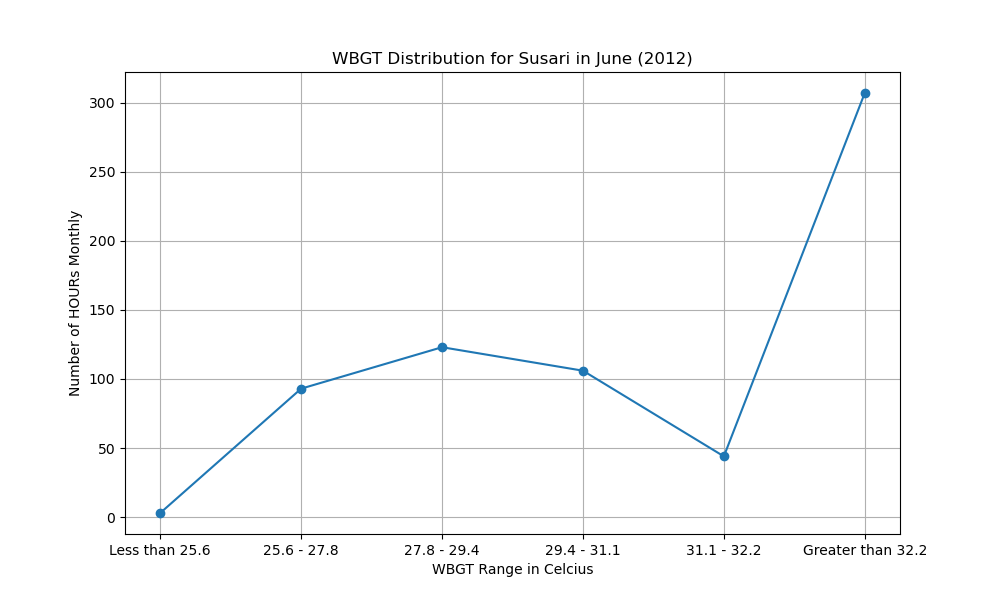 WBGT Distribution for Susari in June (2012)
Number of HOURs Monthly
300
250
200
150
100
50
0
Less than 25.6
25.6 - 27.8
27.8 - 29.4
29.4 - 31.1
31.1 - 32.2
Greater than 32.2
WBGT Range in Celcius